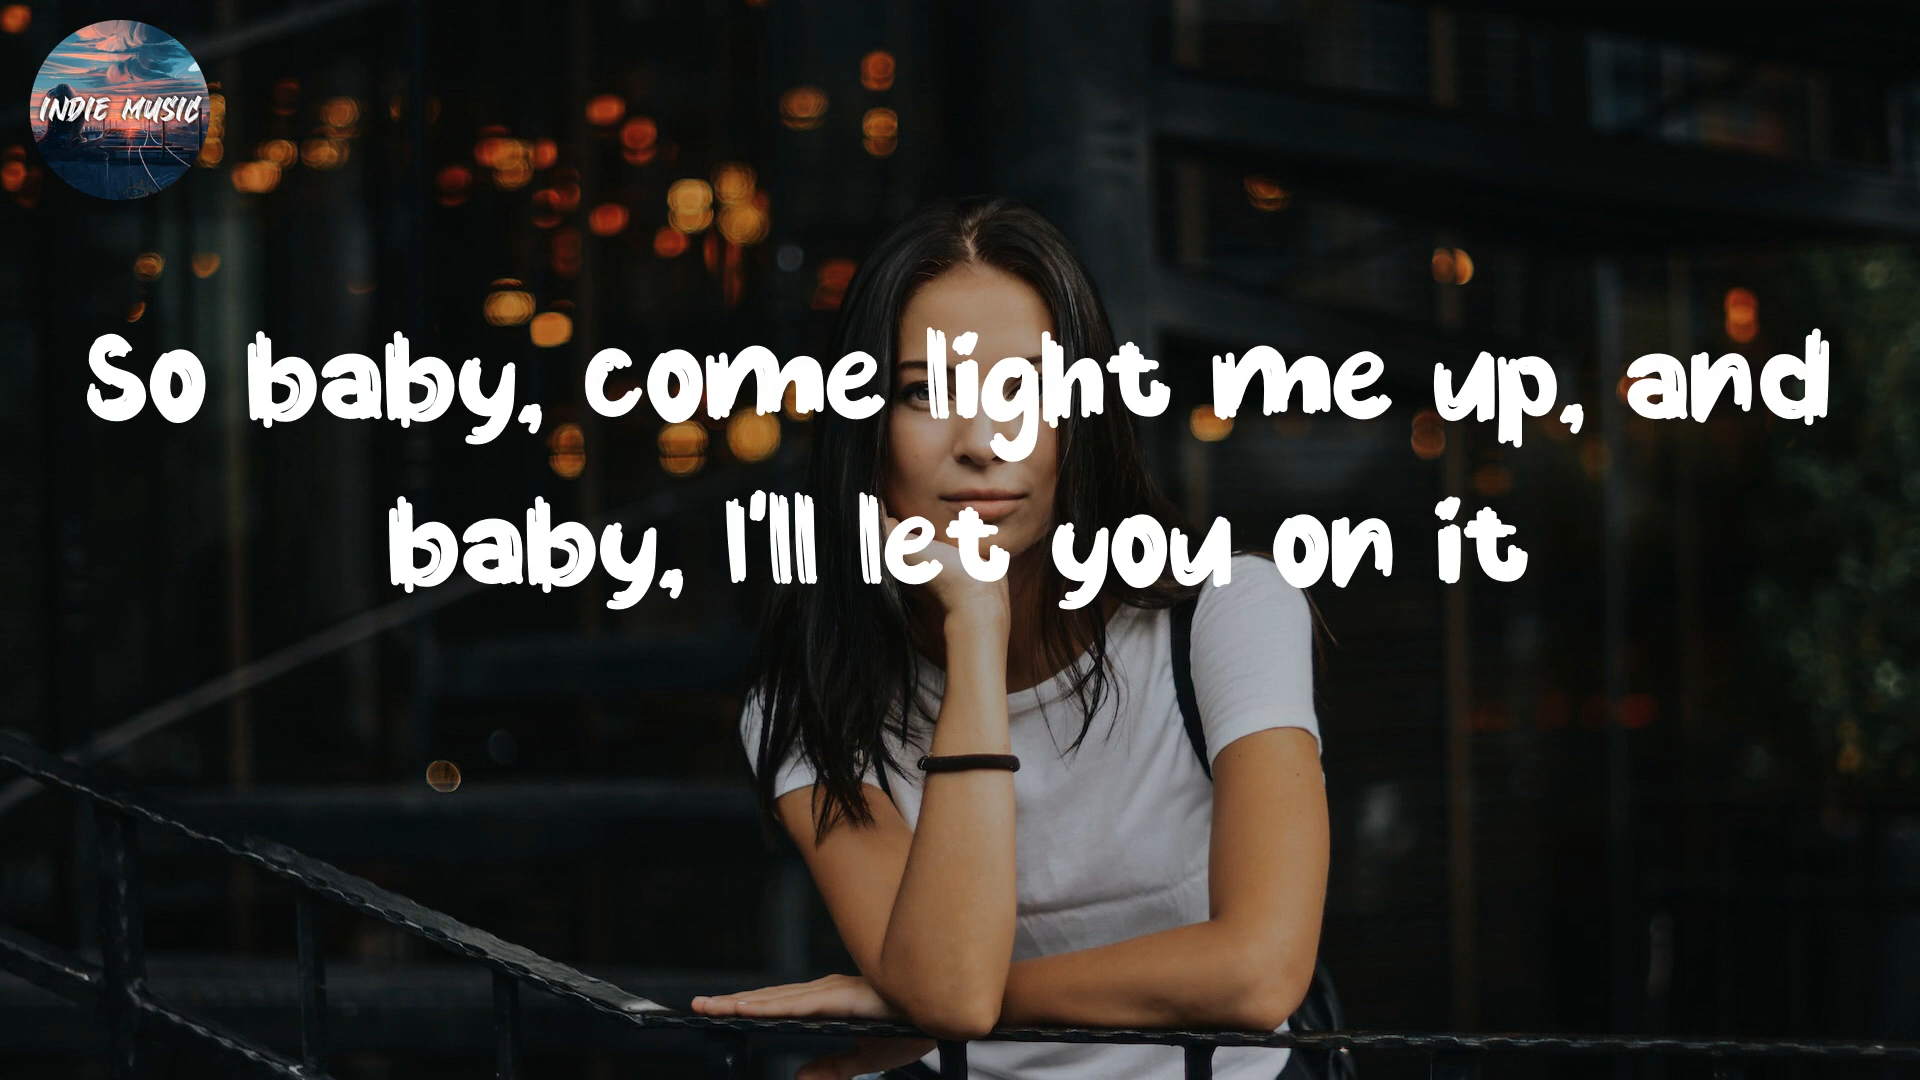 INDIE MUSIC
So baby, come light me up, and
baby, I'll let you on it